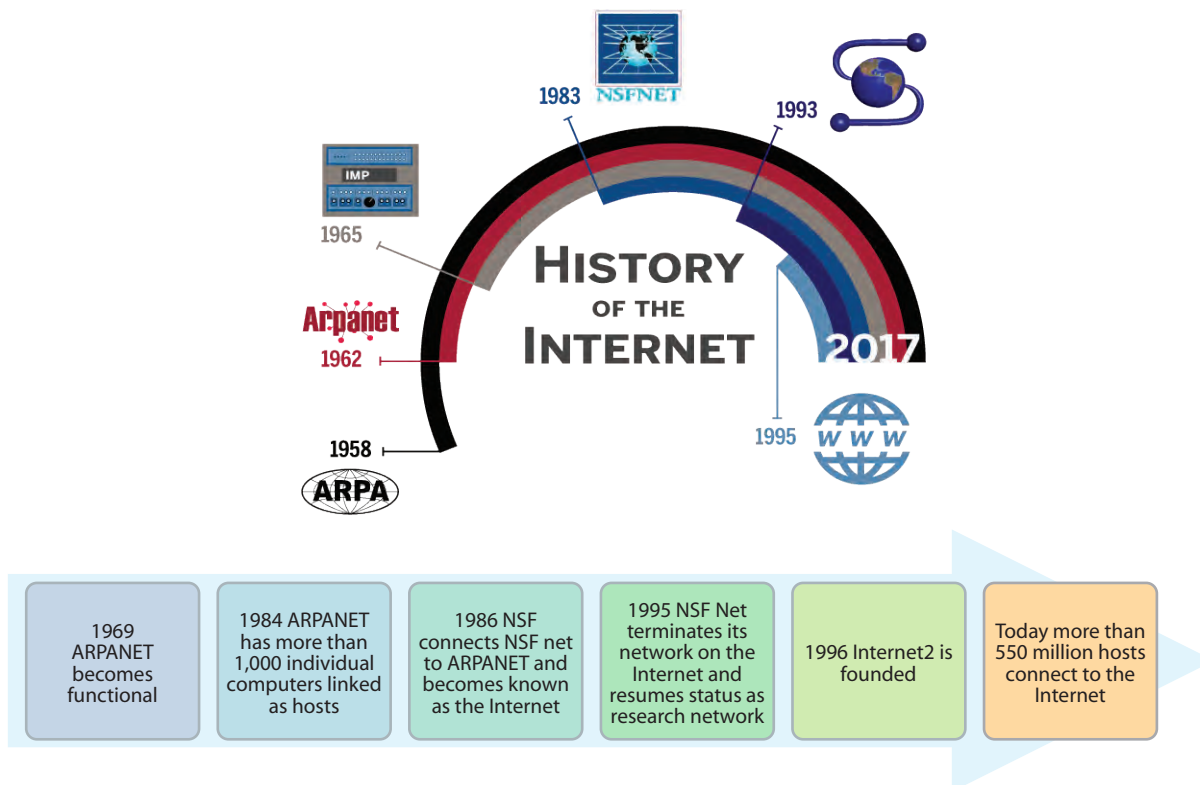 NSFNET
1983
1993
IMP
1965
HISTORY
OF THE
INTERNET
Arpanet
1962
2017
1995
W W W
1958
ARPA
1969
ARPANET
becomes
functional
1984 ARPANET
has more than
1,000 individual
computers linked
as hosts
1986 NSF
connects NSF net
to ARPANET and
becomes known
as the Internet
1995 NSF Net
terminates its
network on the
Internet and
resumes status as
research network
1996 Internet2 is
founded
Today more than
550 million hosts
connect to the
Internet